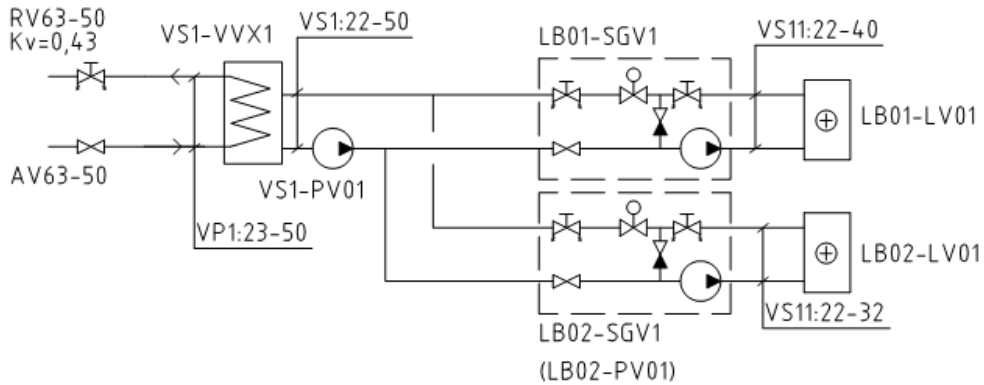 RV63-50
Kv=0,43
VS1-VVX1
VS1:22-50
LB01-SGV1
VS11:22-40
LB01-LV01
AV63-50
VS1-PV01
VP1:23-50
LB02-LV01
VS11:22-32
LB02-SGV1
(LB02-PV01)